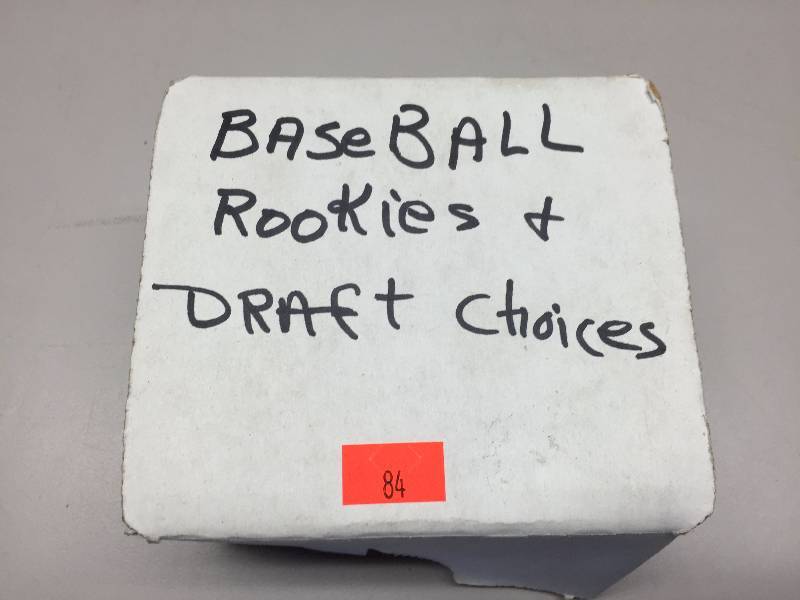 BASeBALL
ROOKies +
DRAft Choices
84